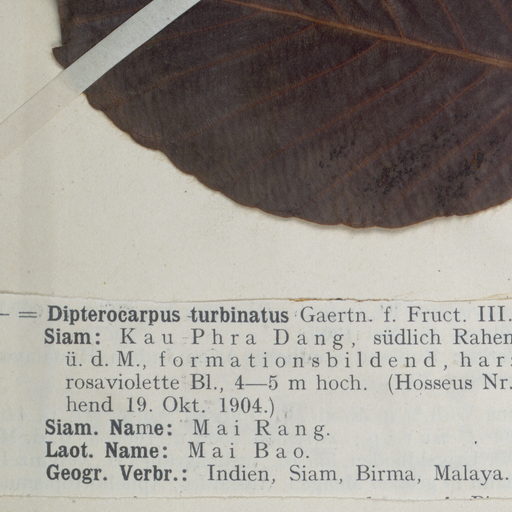 — = Dipterocarpus turbinatus Gaertn. f. Fruct. III.
Siam: Kau Phra Dang, südlich Rahen
ü. d. M., formationsbildend, har
rosaviolette Bl., 4—5 m hoch. (Hosseus Nr.
hend 19. Okt. 1904.)
Siam. Name: Mai Rang.
Laot. Name: Mai Bao.
Geogr. Verbr.: Indien, Siam, Birma, Malaya.